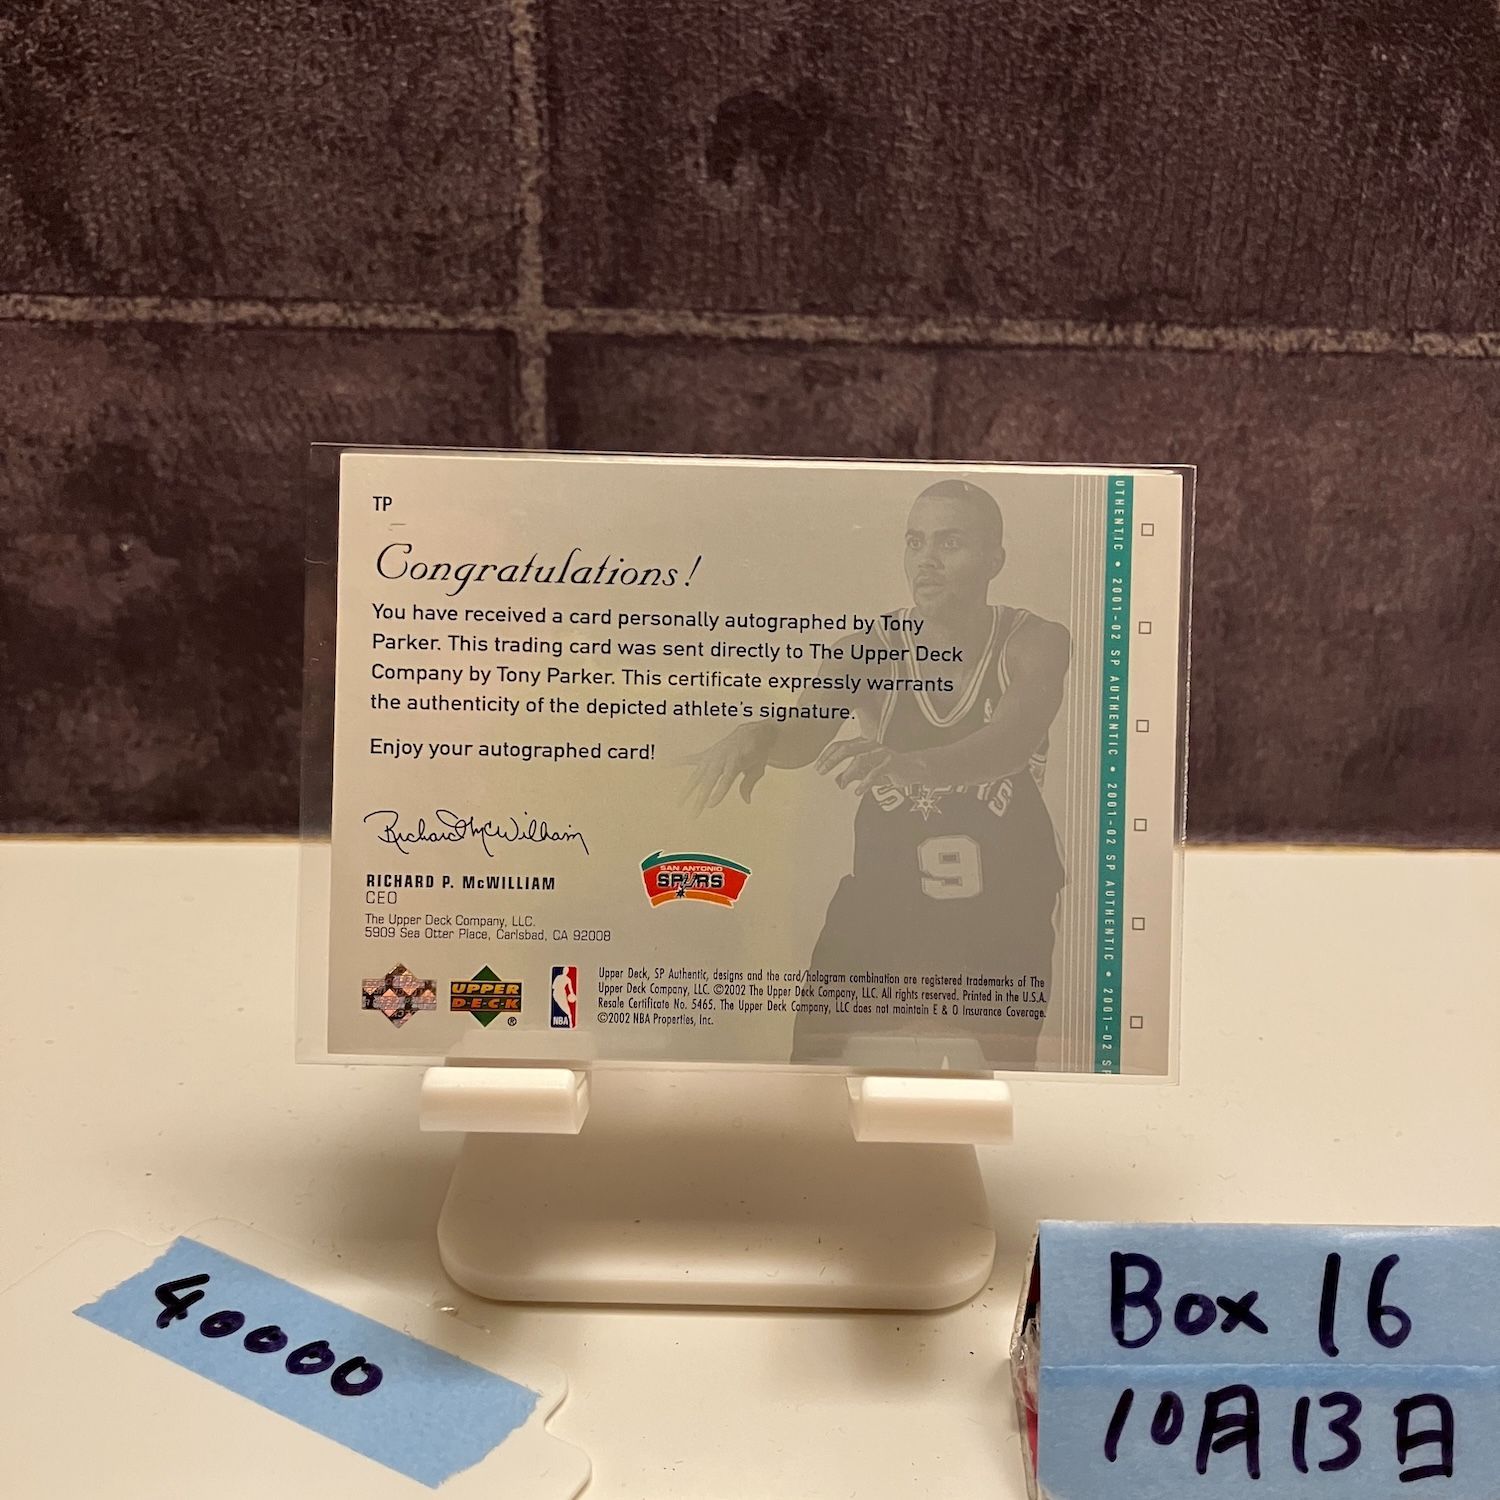 TP
Congratulations!
You have received a card personally autographed by Tony
Parker. This trading card was sent directly to The Upper Deck
Company by Tony Parker. This certificate expressly warrants
the authenticity of the depicted athlete's signature.
Enjoy your autographed card!
Richard P McWilliam
RICHARD P. McWILLIAM
CEO
The Upper Deck Company, LLC.
5909 Sea Otter Place, Carlsbad, CA 92008
SAN ANTONIO
SPURS
SPURS
9
UPPER
DECK
®
NBA
Upper Deck, SP Authentic, designs and the card/hologram combination are registered trademarks of The
Upper Deck Company, LLC. ©2002 The Upper Deck Company, LLC. All rights reserved. Printed in the U.S.A.
Resale Certificate No. 5465. The Upper Deck Company, LLC does not maintain E & O Insurance Coverage.
©2002 NBA Properties, Inc.
UTHENTIC • 2001-02 SP AUTHENTIC • 2001-02 SP AUTHENTIC • 2001-02 SP
40000
Box 16
10月13日